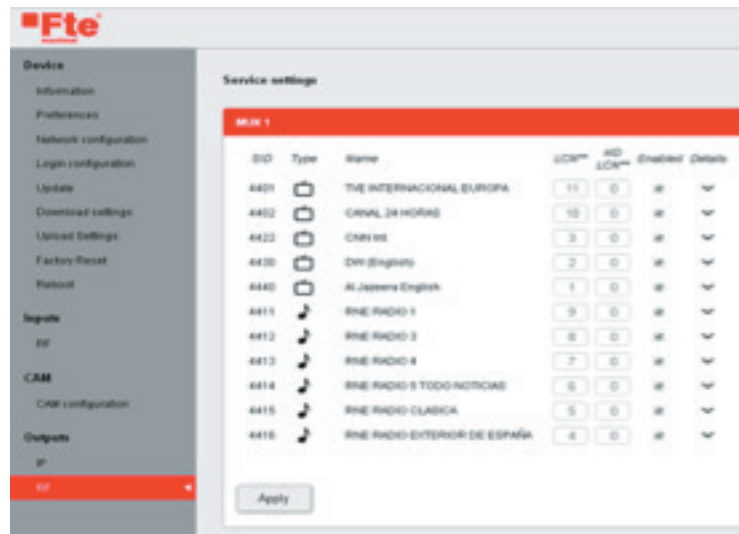 Fte
maximal
Device
Information
Preferences
Network configuration
Login configuration
Update
Download settings
Upload Settings
Factory Reset
Reboot
Inputs
RF
CAM
CAM configuration
Outputs
IP
RF
Service settings
MUX 1
SID Type Name LCN HD LCN Enabled Details
4401 TVE INTERNACIONAL EUROPA 11 0
4402 CANAL 24 HORAS 10 0
4422 CNN Int 3 0
4430 DW (English) 2 0
4440 Al Jazeera English 1 0
4411 RNE RADIO 1 9 0
4412 RNE RADIO 3 8 0
4413 RNE RADIO 4 7 0
4414 RNE RADIO 5 TODO NOTICIAS 6 0
4415 RNE RADIO CLASICA 5 0
4416 RNE RADIO EXTERIOR DE ESPAÑA 4 0
Apply